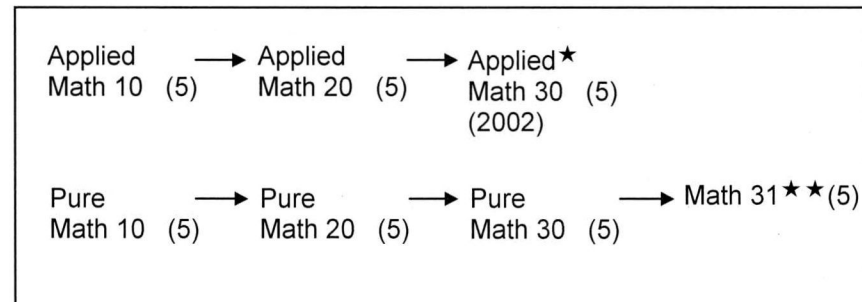 Applied → Applied → Applied★
Math 10 (5) Math 20 (5) Math 30 (5)
(2002)
Pure → Pure → Pure → Math 31★★(5)
Math 10 (5) Math 20 (5) Math 30 (5)